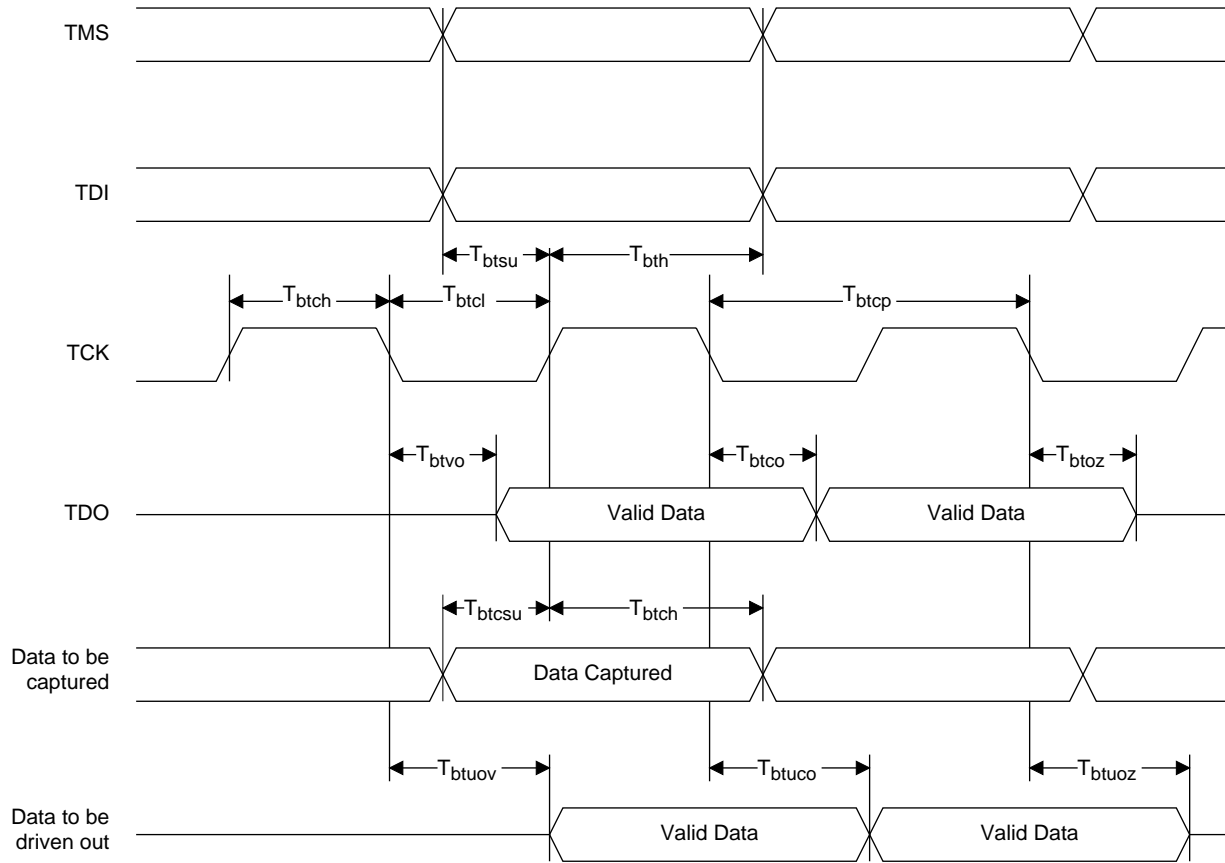 TMS
TDI
Tbtsu
Tbth
Tbtch
Tbtcl
Tbtcp
TCK
Tbtvo
Tbtco
Tbtoz
TDO
Valid Data
Valid Data
Tbtcsu
Tbtch
Data to be
captured
Data Captured
Tbtuov
Tbtuco
Tbtuoz
Data to be
driven out
Valid Data
Valid Data